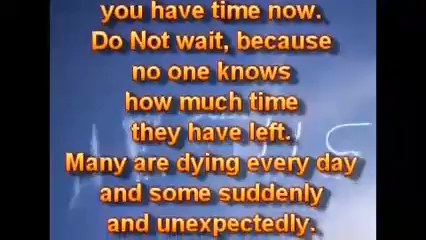 you have time now.
Do Not wait, because
no one knows
how much time
they have left.
Many are dying every day
and some suddenly
and unexpectedly.